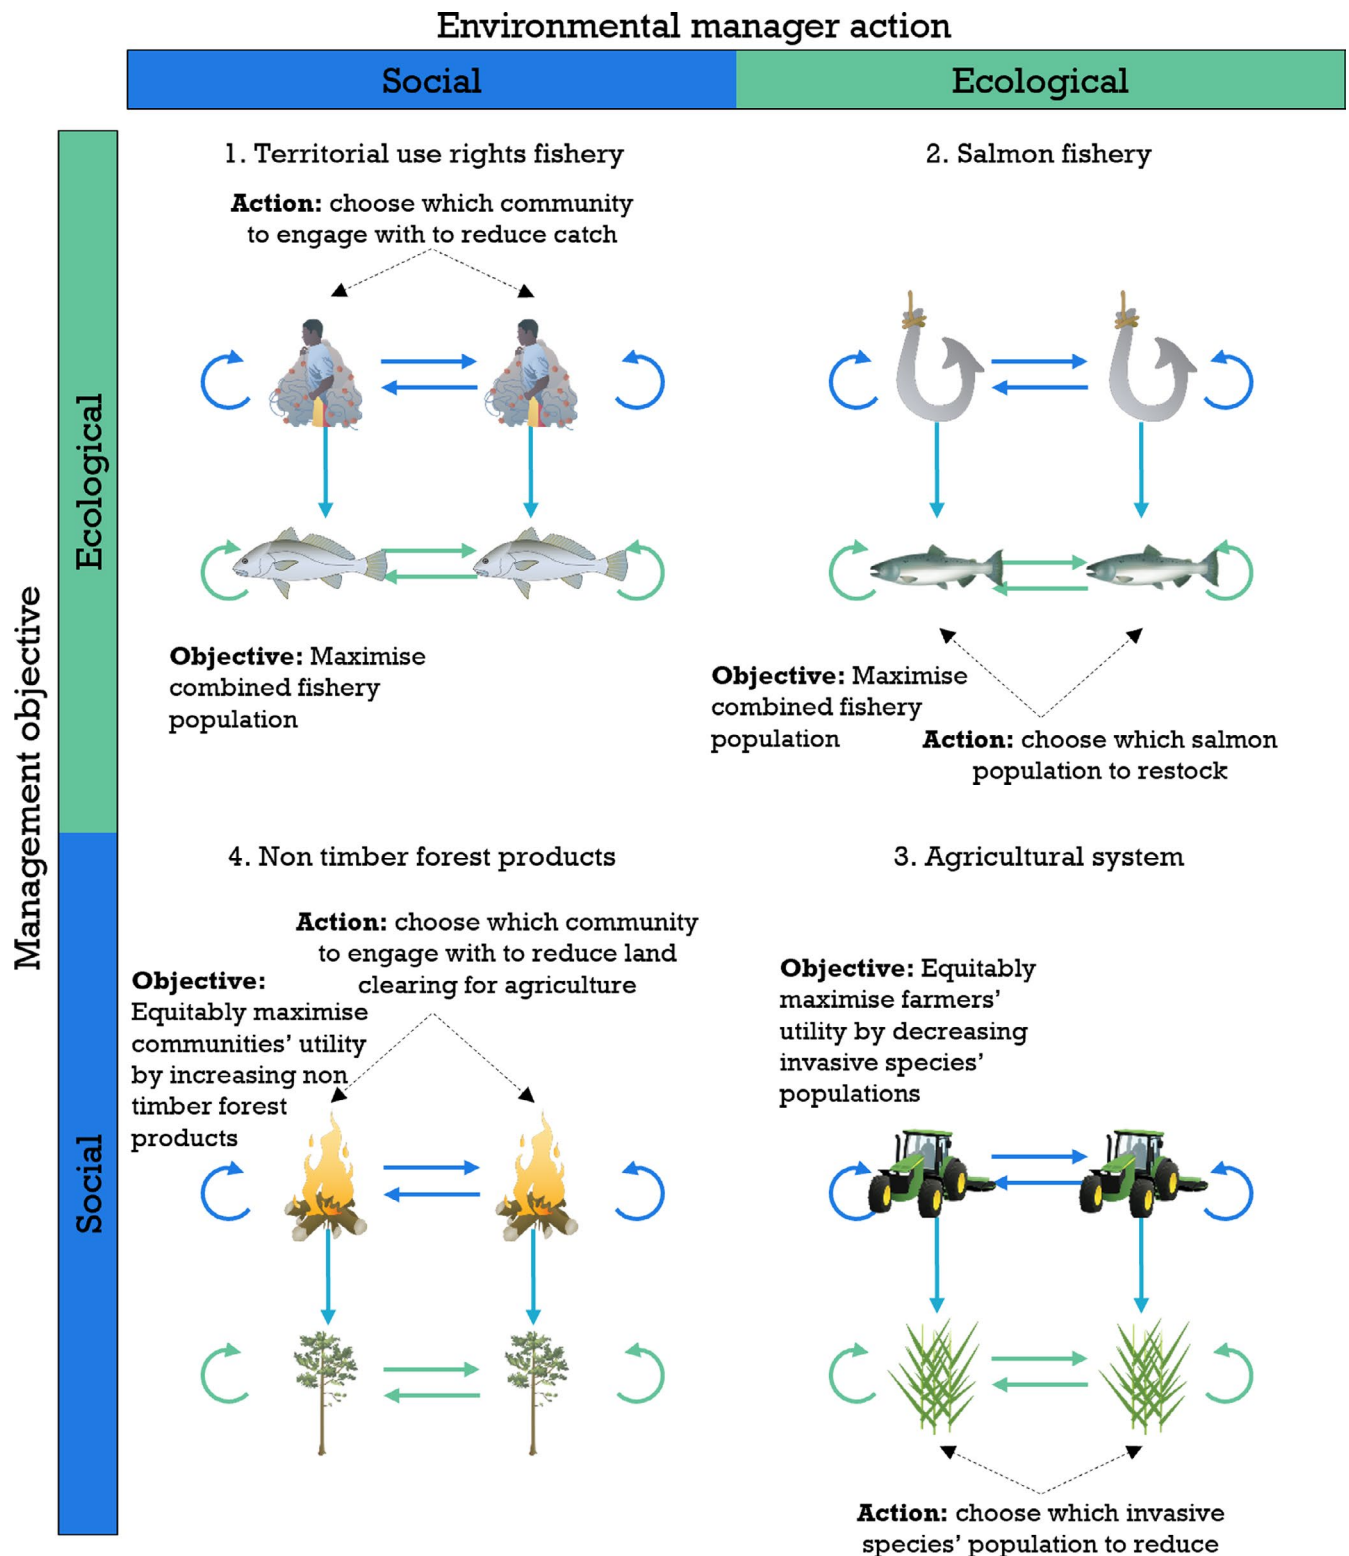 Environmental manager action
Social
Ecological
Management objective
Ecological
Social
1. Territorial use rights fishery
Action: choose which community
to engage with to reduce catch
Objective: Maximise
combined fishery
population
2. Salmon fishery
Objective: Maximise
combined fishery
population
Action: choose which salmon
population to restock
4. Non timber forest products
Action: choose which community
to engage with to reduce land
clearing for agriculture
Objective:
Equitably maximise
communities’ utility
by increasing non
timber forest
products
3. Agricultural system
Objective: Equitably
maximise farmers’
utility by decreasing
invasive species’
populations
Action: choose which invasive
species’ population to reduce